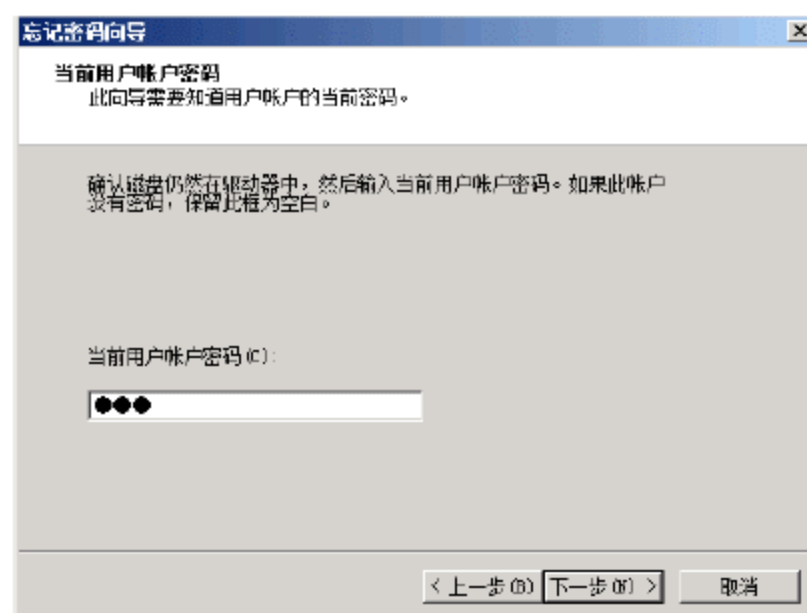 忘记密码向导
当前用户帐户密码
此向导需要知道用户帐户的当前密码。
确认磁盘仍然在驱动器中，然后输入当前用户帐户密码。如果此帐户
没有密码，保留此框为空白。
当前用户帐户密码(C):
●●●
< 上一步(B) 下一步(N) > 取消